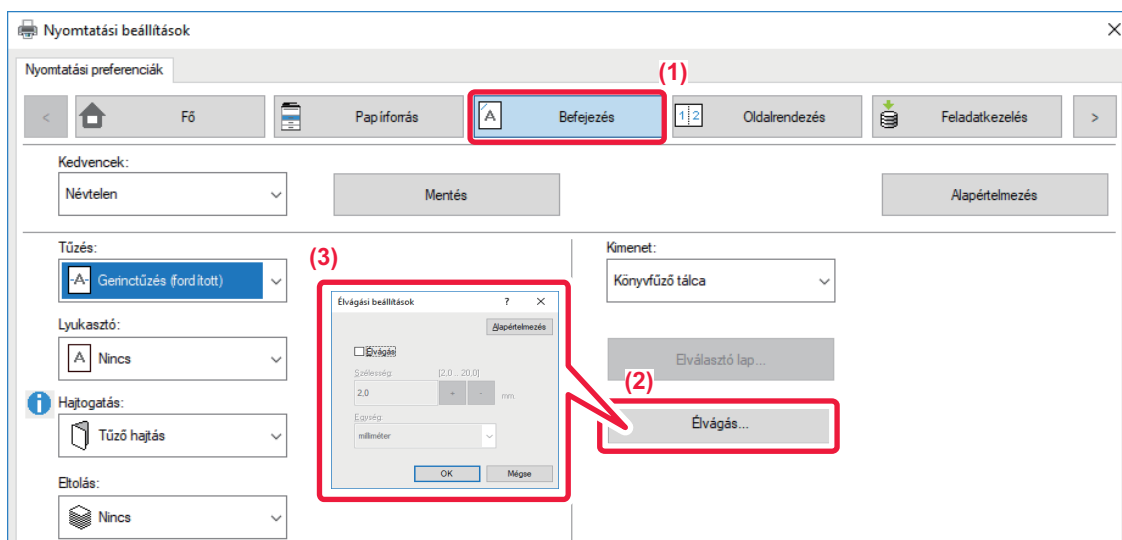 Nyomtatási beállítások
Nyomtatási preferenciák
(1)
< Fő Papírforrás A Befejezés 1 2 Oldalrendezés Feladatkezelés >
Kedvencek:
Névtelen Mentés Alapértelmezés
Tűzés: Kimenet:
(3)
-A- Gerinctűzés (fordított) Könyvfűző tálca
Élvágási beállítások ?
Alapértelmezés
Lyukasztó:
A Nincs Elválasztó lap...
Élvágás
Szélesség: [2.0 ... 20.0]
(2)
2.0 + - mm
Hajtogatás:
Tűző hajtás Élvágás...
Egység:
milliméter
OK Mégse
Eltolás:
Nincs